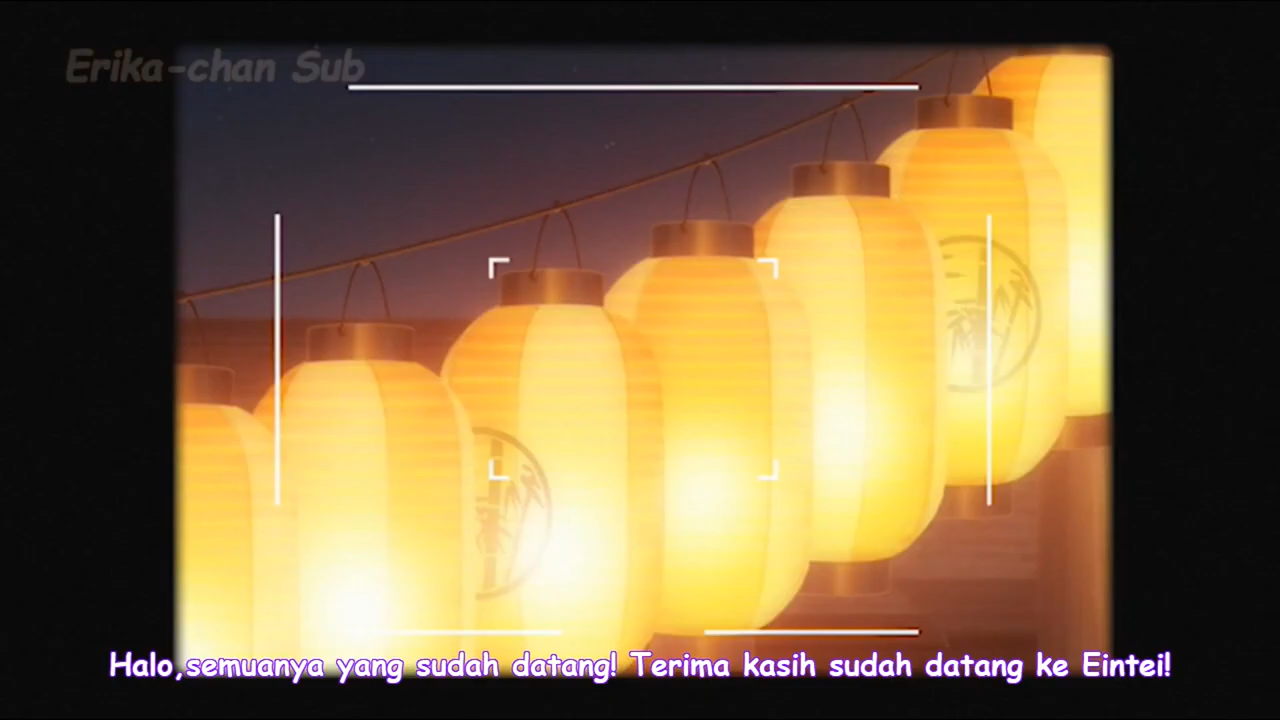 Erika-chan Sub
Halo,semuanya yang sudah datang! Terima kasih sudah datang ke Eintei!